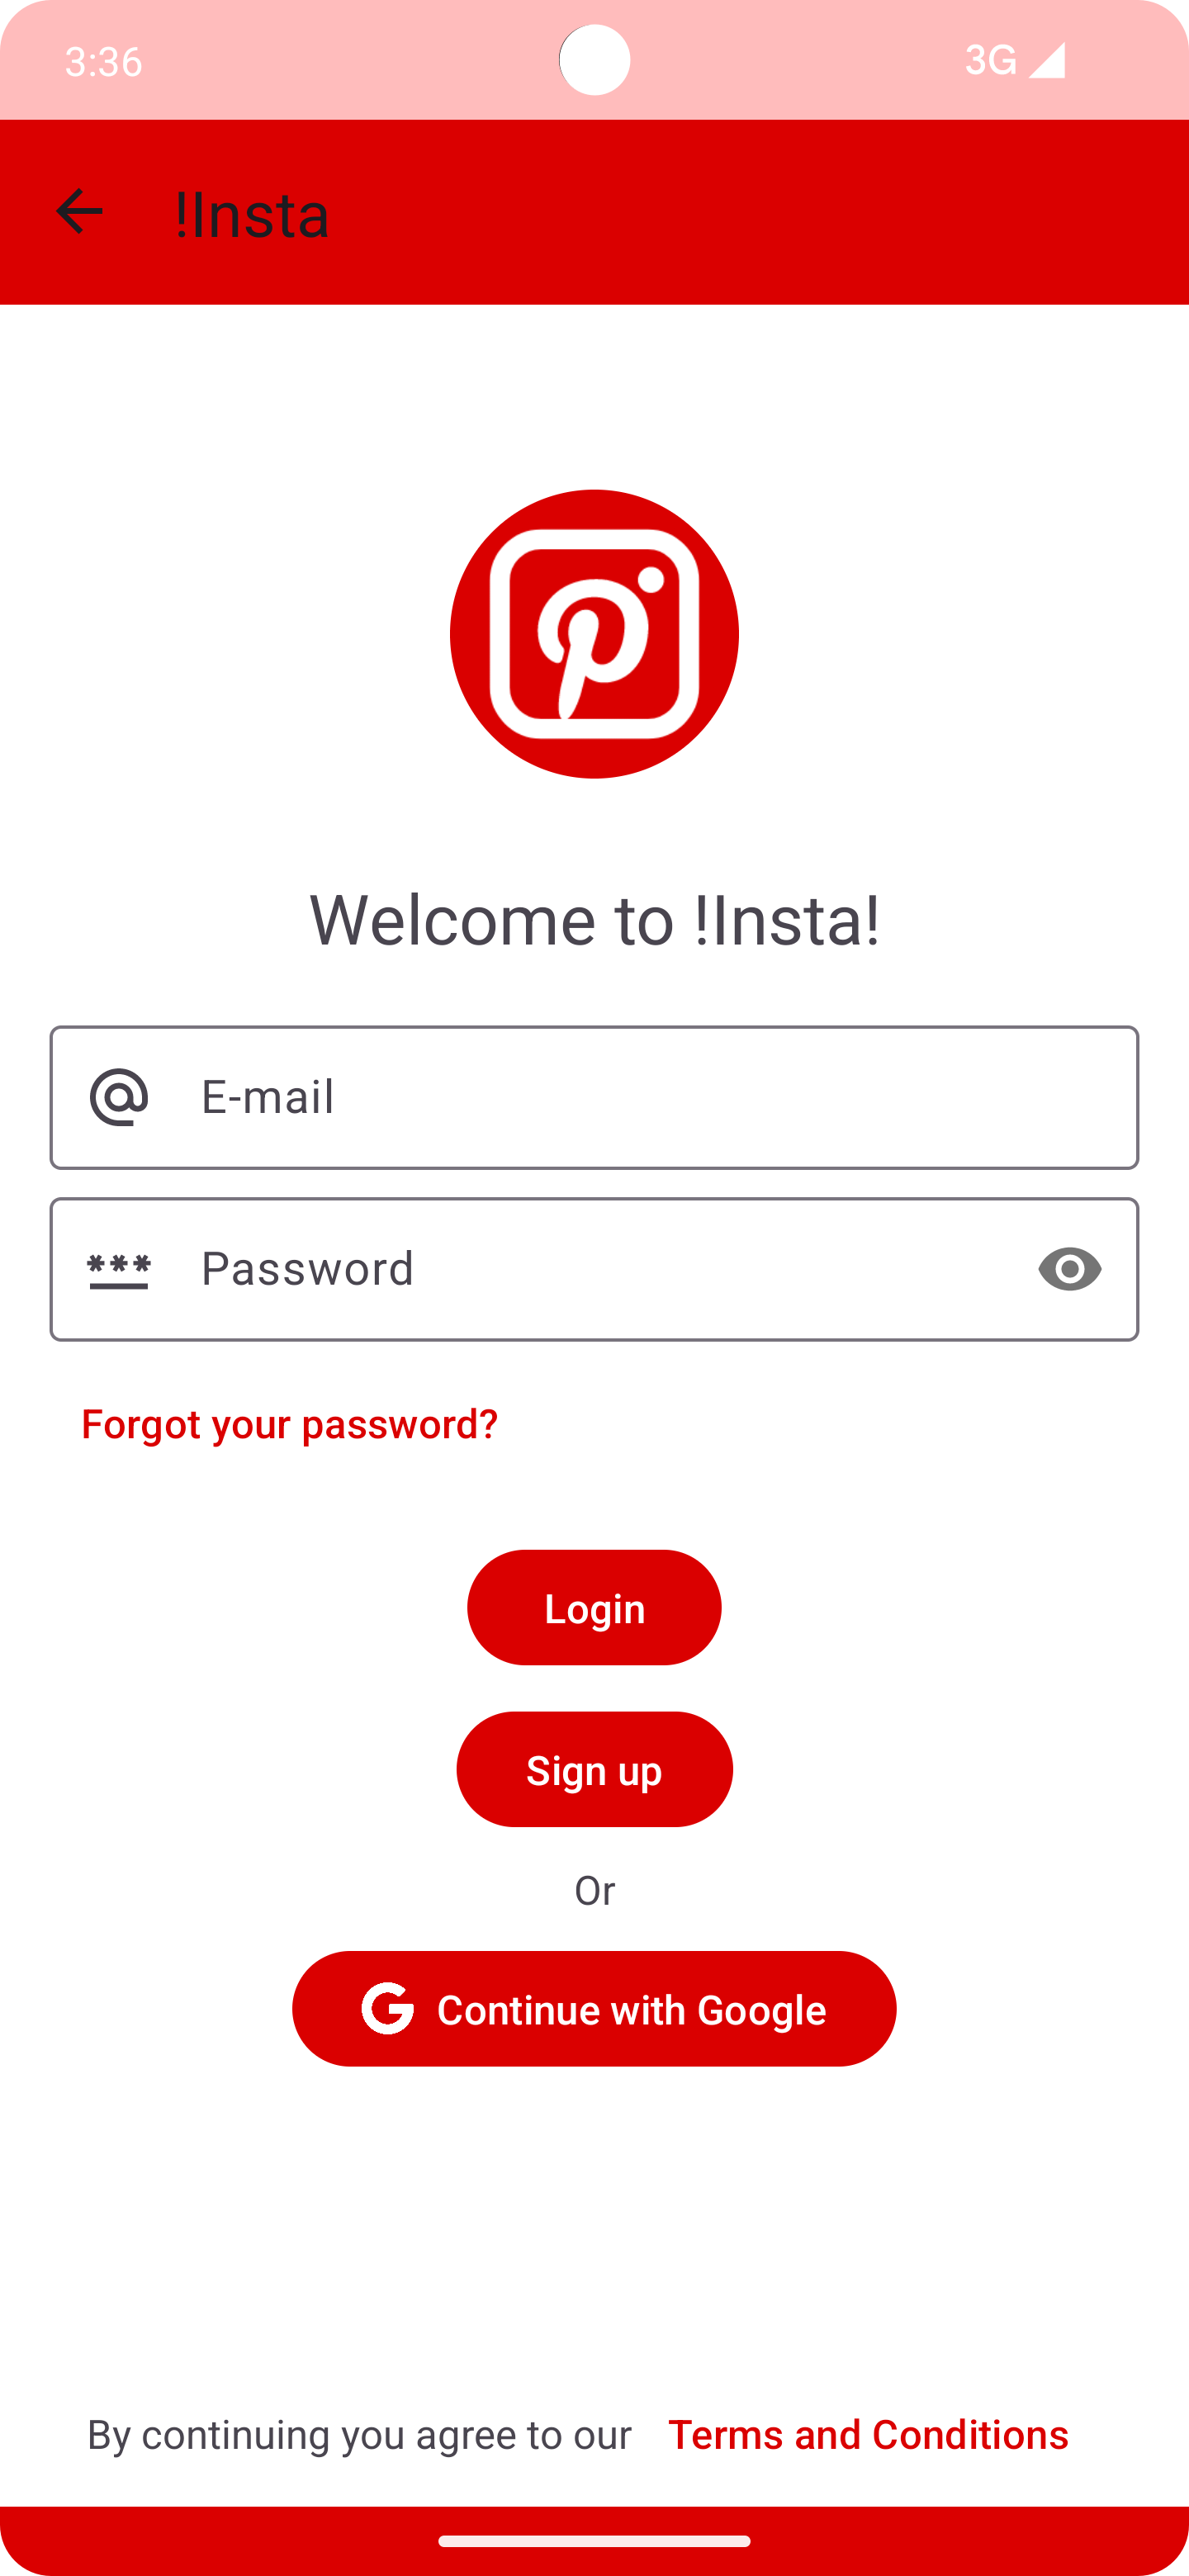 3:36 3G
!Insta
Welcome to !Insta!
E-mail
Password
Forgot your password?
Login
Sign up
Or
Continue with Google
By continuing you agree to our Terms and Conditions